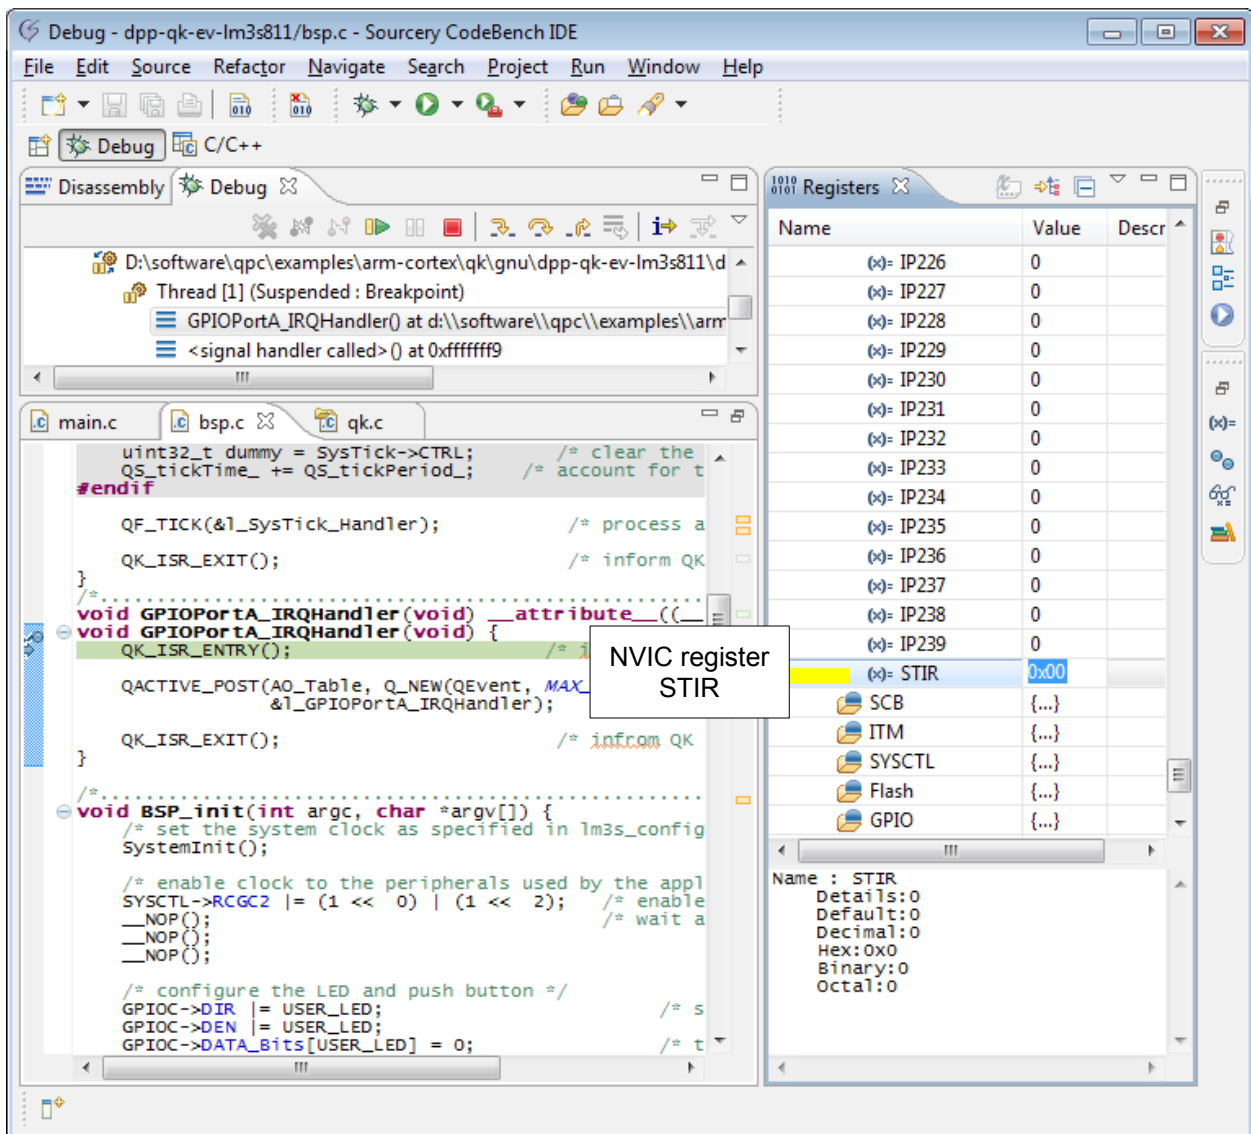 Debug - dpp-qk-ev-lm3s811/bsp.c - Sourcery CodeBench IDE
File Edit Source Refactor Navigate Search Project Run Window Help
Debug C/C++
Disassembly Debug
D:\software\qpc\examples\arm-cortex\qk\gnu\dpp-qk-ev-lm3s811\d
Thread [1] (Suspended : Breakpoint)
GPIOPortA_IRQHandler() at d:\\software\\qpc\\examples\\arm
<signal handler called>() at 0xfffffff9
main.c bsp.c qk.c
uint32_t dummy = SysTick->CTRL; /* clear the
QS_tickTime_ += QS_tickPeriod_; /* account for t
#endif
QF_TICK(&l_SysTick_Handler); /* process a
QK_ISR_EXIT(); /* inform QK
}
/*......................................................
void GPIOPortA_IRQHandler(void) __attribute__((__
void GPIOPortA_IRQHandler(void) {
QK_ISR_ENTRY(); /* i
QACTIVE_POST(AO_Table, Q_NEW(QEvent, MAX_
&l_GPIOPortA_IRQHandler);
QK_ISR_EXIT(); /* infrom QK
}
/*......................................................
void BSP_init(int argc, char *argv[]) {
/* set the system clock as specified in lm3s_config
SystemInit();
/* enable clock to the peripherals used by the appl
SYSCTL->RCGC2 |= (1 << 0) | (1 << 2); /* enable
__NOP(); /* wait a
__NOP();
__NOP();
/* configure the LED and push button */
GPIOC->DIR |= USER_LED; /* s
GPIOC->DEN |= USER_LED;
GPIOC->DATA_Bits[USER_LED] = 0; /* t
NVIC register
STIR
Registers
Name Value Descr
(x)= IP226 0
(x)= IP227 0
(x)= IP228 0
(x)= IP229 0
(x)= IP230 0
(x)= IP231 0
(x)= IP232 0
(x)= IP233 0
(x)= IP234 0
(x)= IP235 0
(x)= IP236 0
(x)= IP237 0
(x)= IP238 0
(x)= IP239 0
(x)= STIR 0x00
SCB {...}
ITM {...}
SYSCTL {...}
Flash {...}
GPIO {...}
Name : STIR
Details:0
Default:0
Decimal:0
Hex:0x0
Binary:0
Octal:0
(x)=